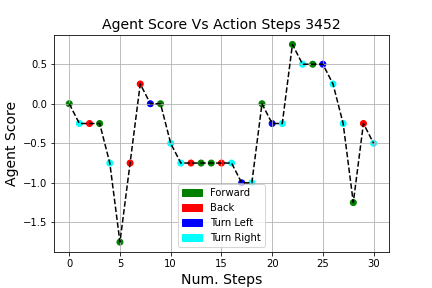 Agent Score Vs Action Steps 3452
Agent Score
0.5
0.0
−0.5
−1.0
−1.5
Forward
Back
Turn Left
Turn Right
0 5 10 15 20 25 30
Num. Steps